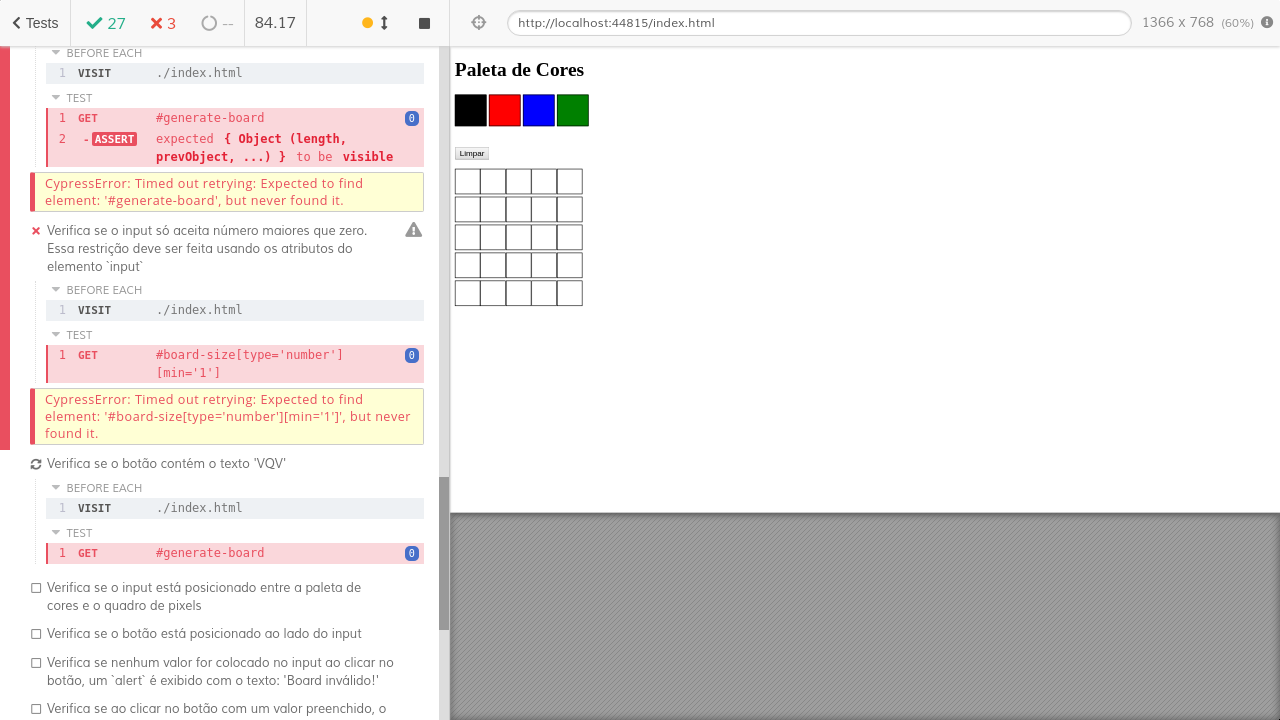 Tests
27
3
--
84.17
http://localhost:44815/index.html
1366 x 768 (60%)
BEFORE EACH
1 VISIT ./index.html
TEST
1 GET #generate-board 0
2 -ASSERT expected { Object (length,
prevObject, ...) } to be visible
CypressError: Timed out retrying: Expected to find
element: '#generate-board', but never found it.
Verifica se o input só aceita número maiores que zero.
Essa restrição deve ser feita usando os atributos do
elemento `input`
BEFORE EACH
1 VISIT ./index.html
TEST
1 GET #board-size[type='number'] 0
[min='1']
CypressError: Timed out retrying: Expected to find
element: '#board-size[type='number'][min='1']', but never
found it.
Verifica se o botão contém o texto 'VQV'
BEFORE EACH
1 VISIT ./index.html
TEST
1 GET #generate-board 0
Verifica se o input está posicionado entre a paleta de
cores e o quadro de pixels
Verifica se o botão está posicionado ao lado do input
Verifica se nenhum valor for colocado no input ao clicar no
botão, um `alert` é exibido com o texto: 'Board inválido!'
Verifica se ao clicar no botão com um valor preenchido, o
Paleta de Cores
Limpar